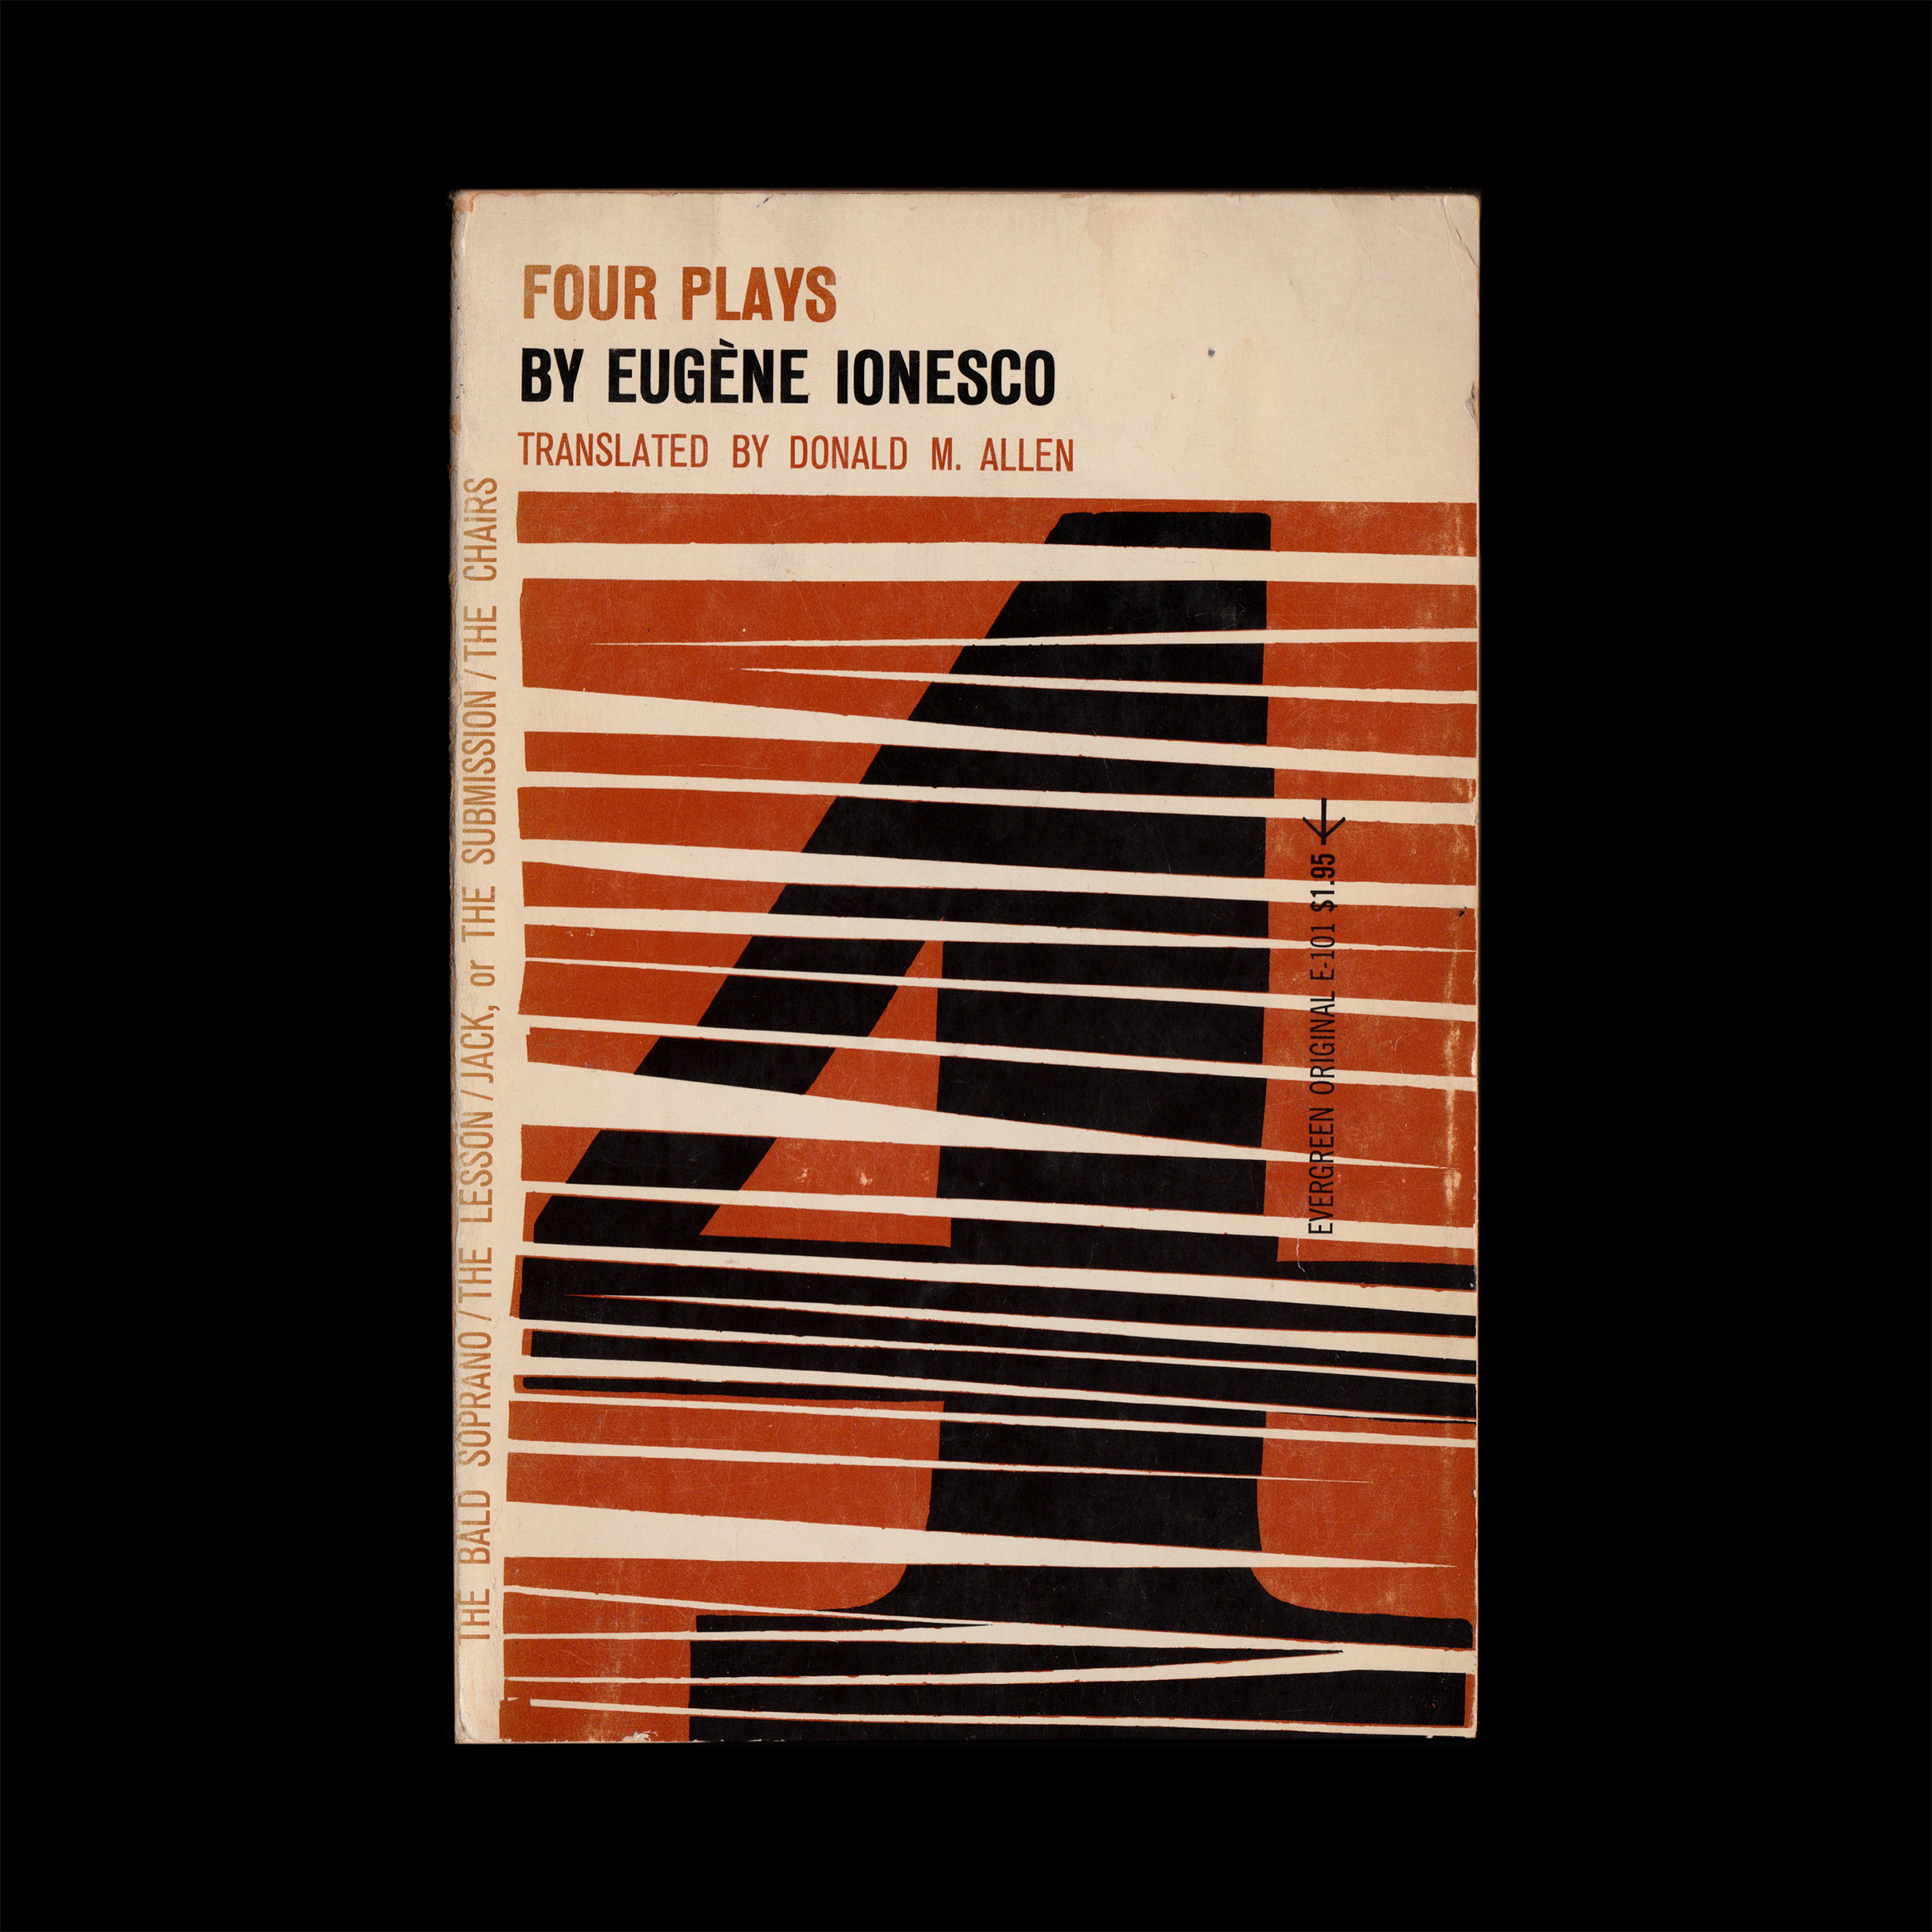 FOUR PLAYS
BY EUGÈNE IONESCO
TRANSLATED BY DONALD M. ALLEN
THE BALD SOPRANO / THE LESSON / JACK, or THE SUBMISSION / THE CHAIRS
4
EVERGREEN ORIGINAL E-101 $1.95